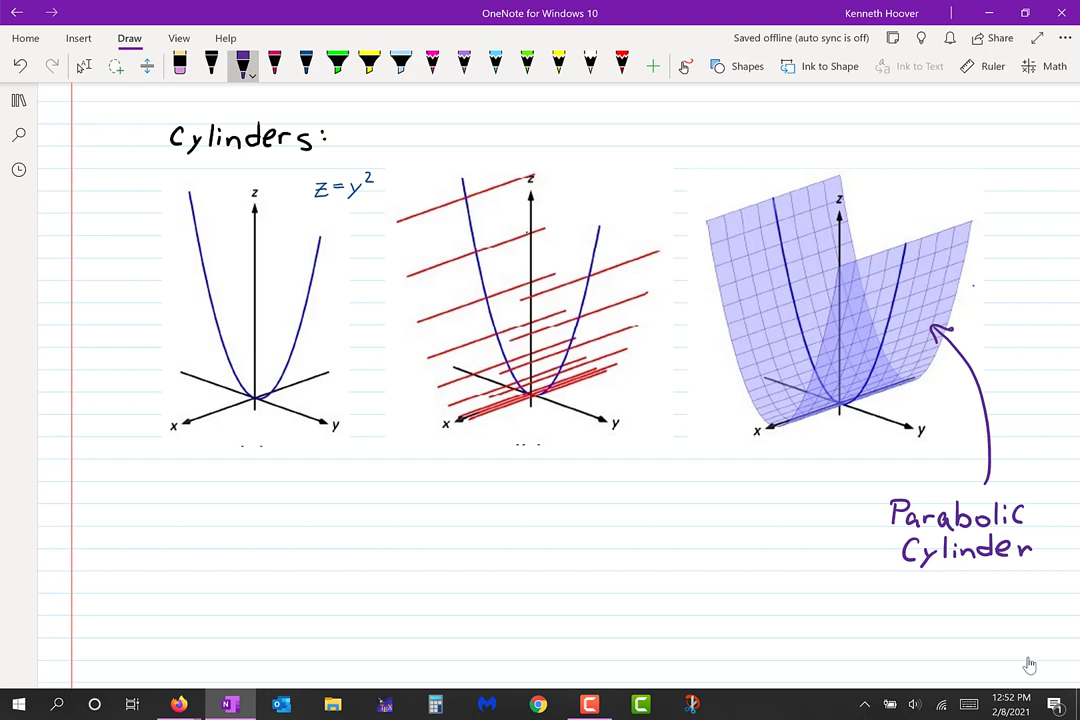 OneNote for Windows 10
Kenneth Hoover
Home Insert Draw View Help
Saved offline (auto sync is off)
Share
Shapes
Ink to Shape
Ink to Text
Ruler
Math
Cylinders:
z = y²
z
x
y
z
x
y
z
x
y
Parabolic
Cylinder
12:52 PM
2/8/2021